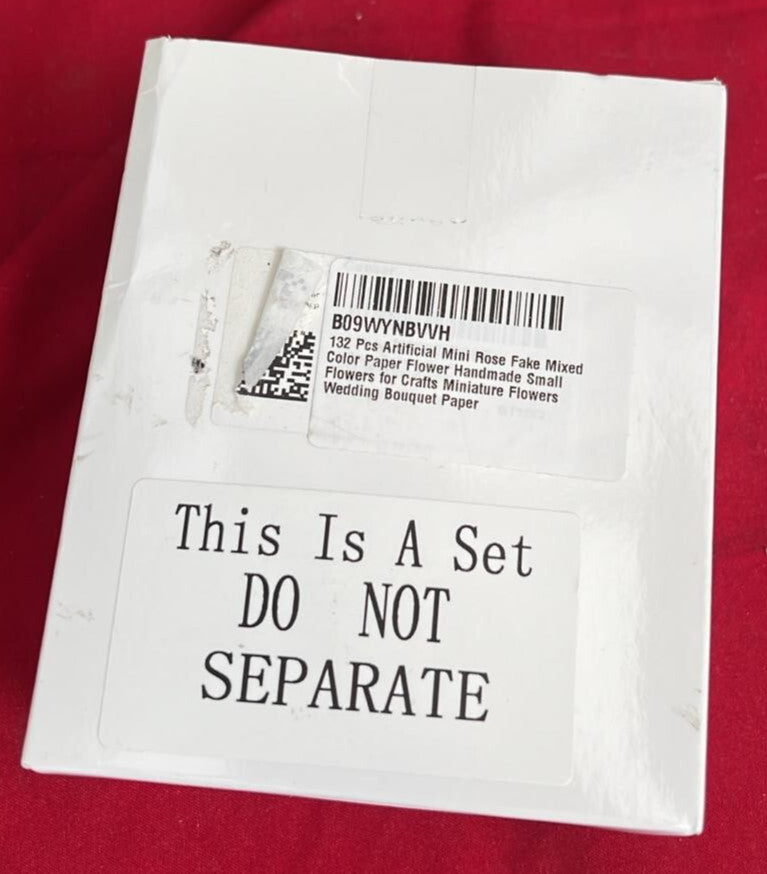 B09WYNBVVH
132 Pcs Artificial Mini Rose Fake Mixed
Color Paper Flower Handmade Small
Flowers for Crafts Miniature Flowers
Wedding Bouquet Paper
This Is A Set
DO NOT
SEPARATE